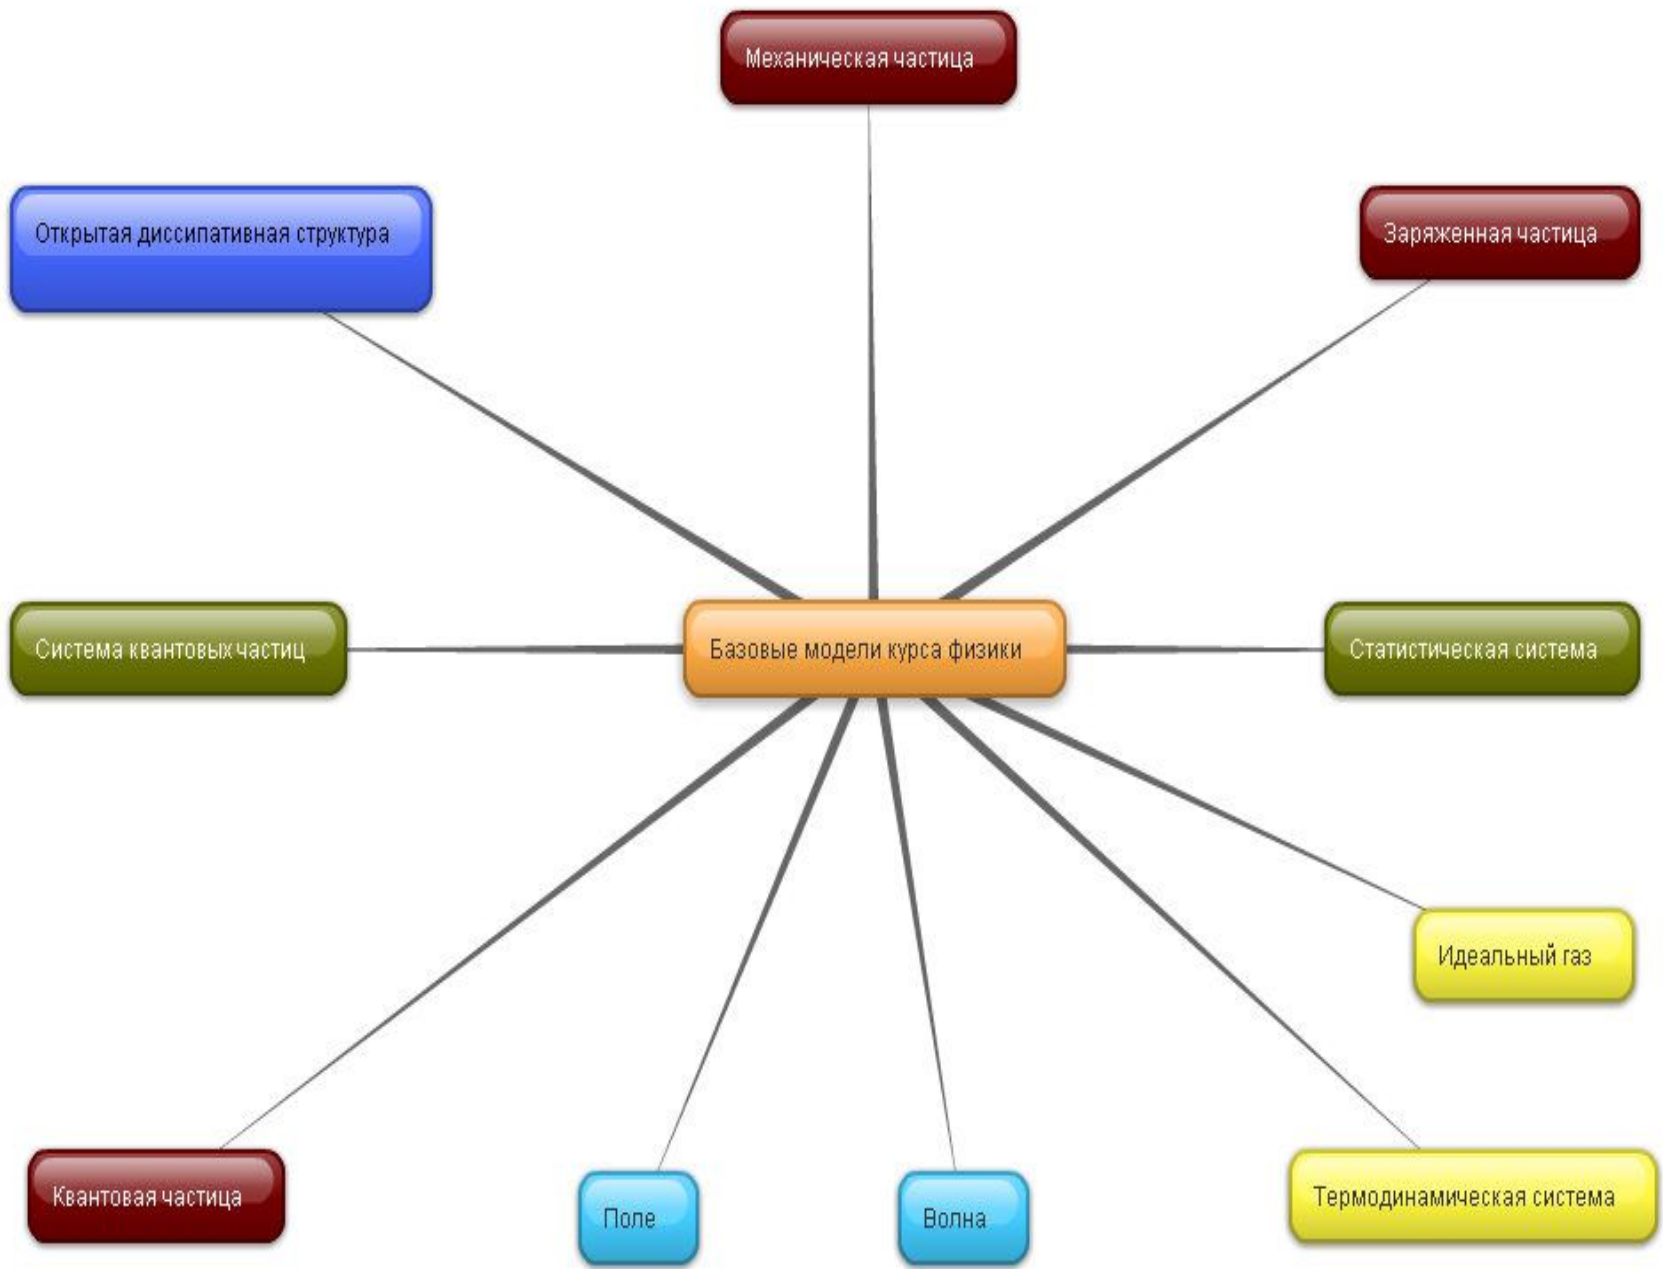 Механическая частица
Открытая диссипативная структура
Заряженная частица
Система квантовых частиц
Базовые модели курса физики
Статистическая система
Идеальный газ
Квантовая частица
Поле
Волна
Термодинамическая система